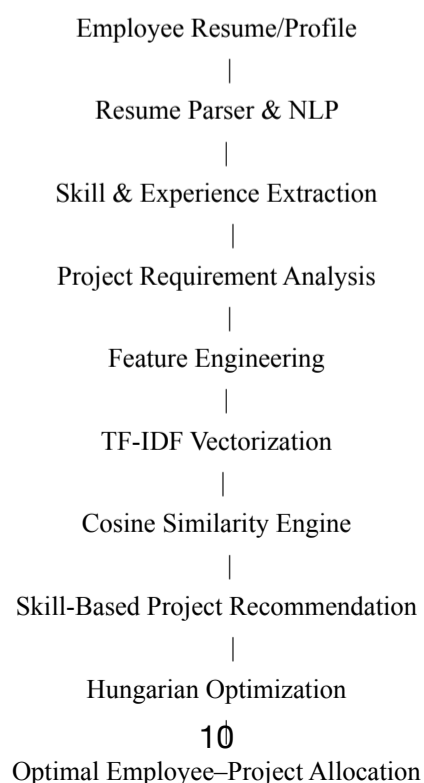 Employee Resume/Profile
|
Resume Parser & NLP
|
Skill & Experience Extraction
|
Project Requirement Analysis
|
Feature Engineering
|
TF-IDF Vectorization
|
Cosine Similarity Engine
|
Skill-Based Project Recommendation
|
Hungarian Optimization
10
|
Optimal Employee–Project Allocation